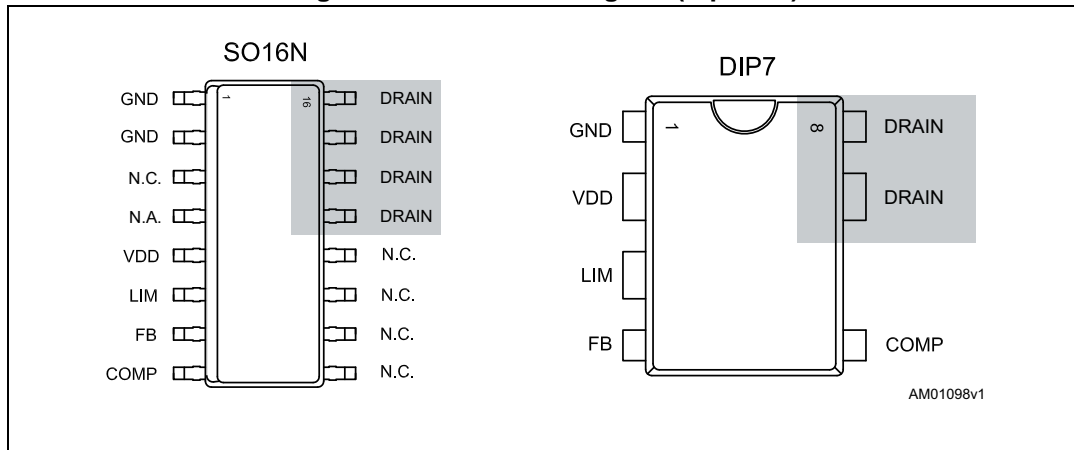 SO16N
GND 1 16 DRAIN
GND DRAIN
N.C. DRAIN
N.A. DRAIN
VDD N.C.
LIM N.C.
FB N.C.
COMP N.C.
DIP7
GND 1 8 DRAIN
VDD DRAIN
LIM
FB COMP
AM01098v1